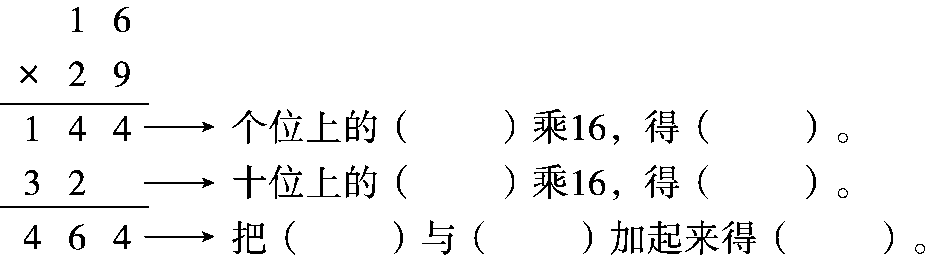 1 6
× 2 9
1 4 4 → 个位上的（　　）乘16，得（　　）。
3 2 → 十位上的（　　）乘16，得（　　）。
4 6 4 → 把（　　）与（　　）加起来得（　　）。